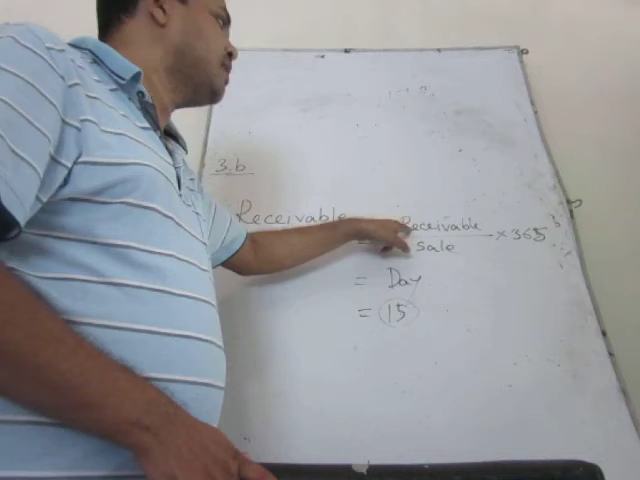 3.b
Receivable = Receivable
sale × 365
= Day
= 15